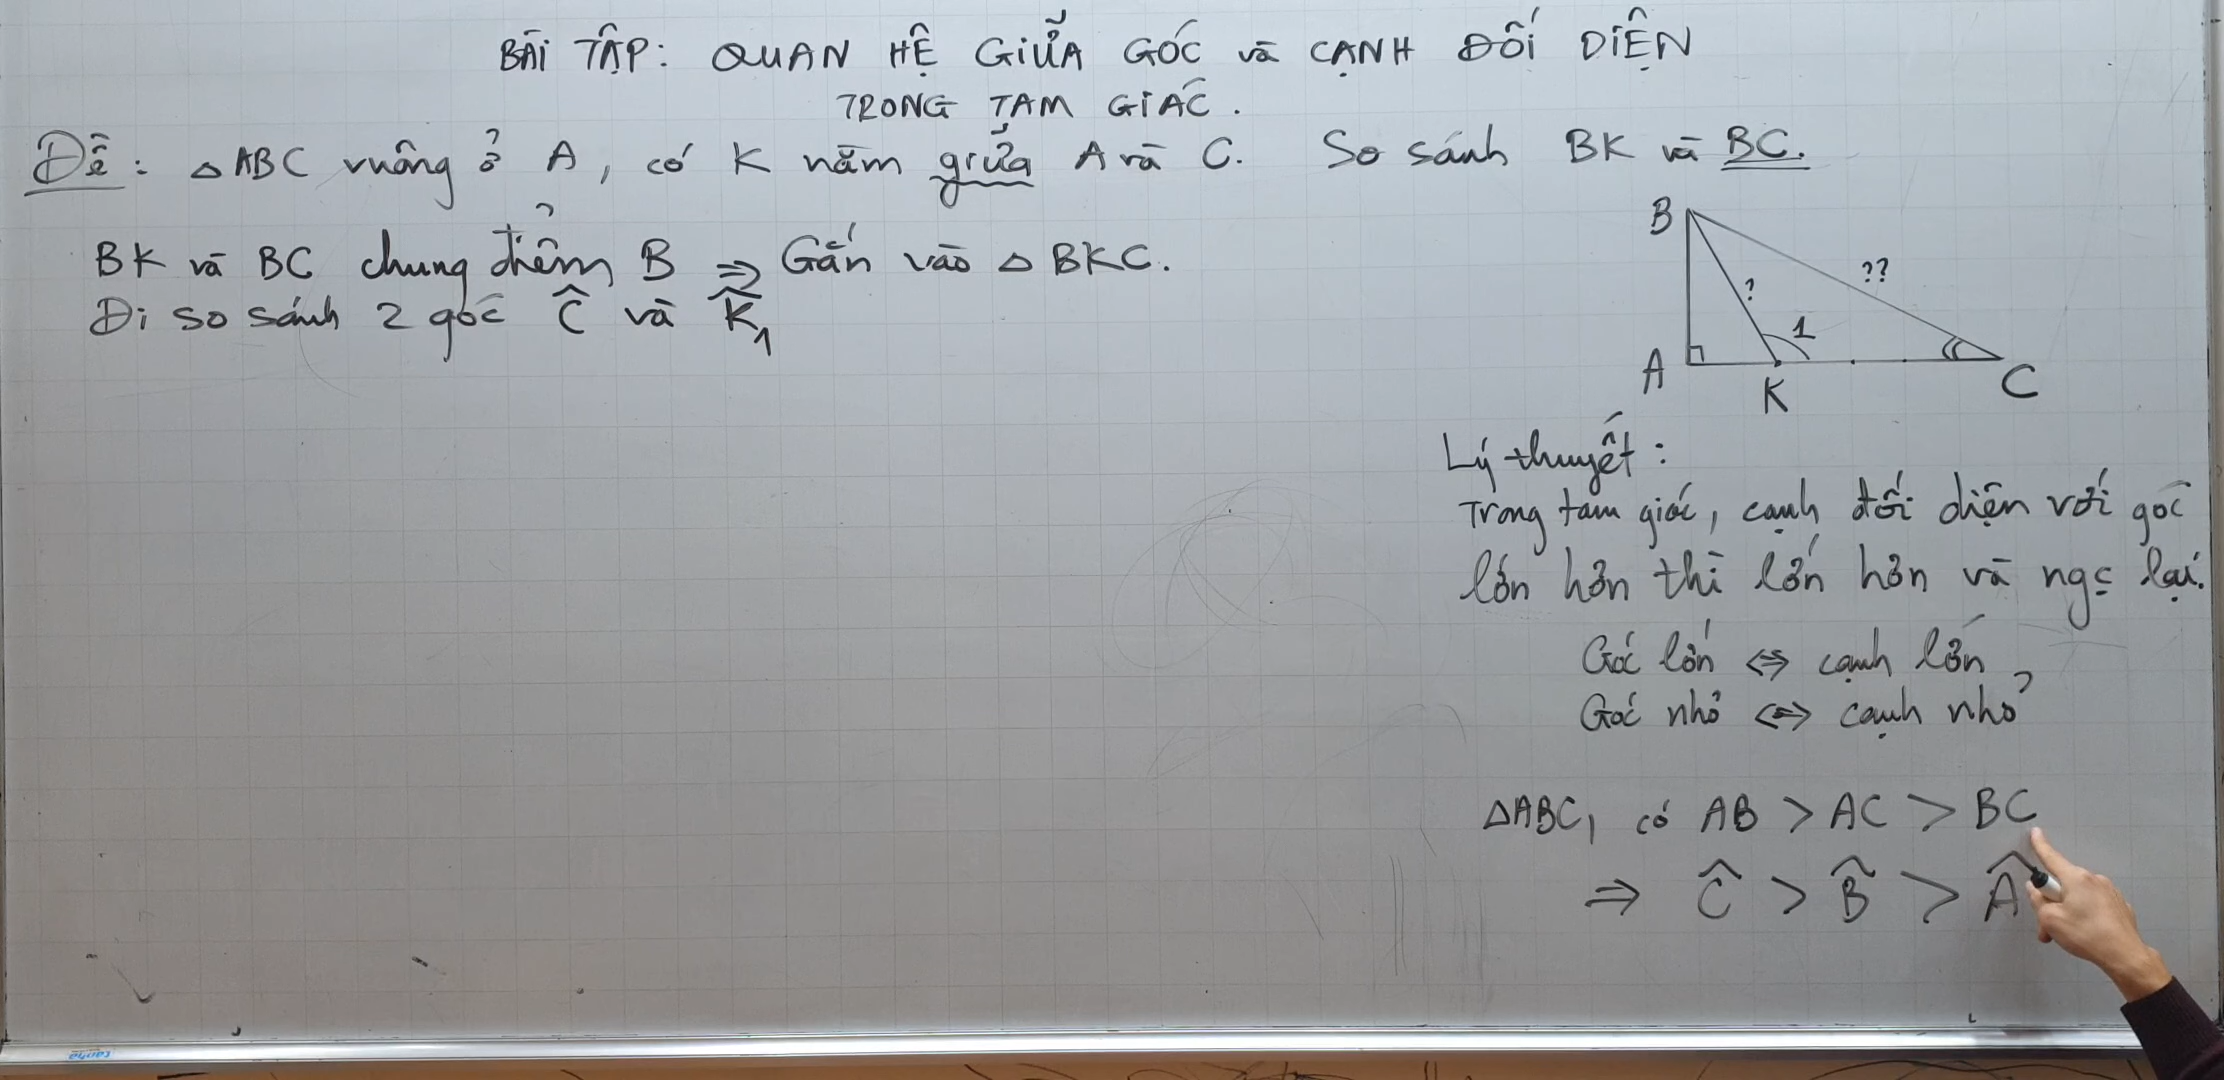 BÀI TẬP: QUAN HỆ GIỮA GÓC và CẠNH ĐỐI DIỆN
TRONG TAM GIÁC.
Đề: △ABC vuông ở A, có K nằm giữa A và C. So sánh BK và BC.
BK và BC chung điểm B ⇒ Gắn vào △BKC.
Đi so sánh 2 góc Ĉ và K̂₁
B
?
??
1
A
K
C
Lý thuyết:
Trong tam giác, cạnh đối diện với góc
lớn hơn thì lớn hơn và ngc lại.
Góc lớn ⇔ cạnh lớn
Góc nhỏ ⇔ cạnh nhỏ
△ABC, có AB > AC > BC
⇒ Ĉ > B̂ > Â